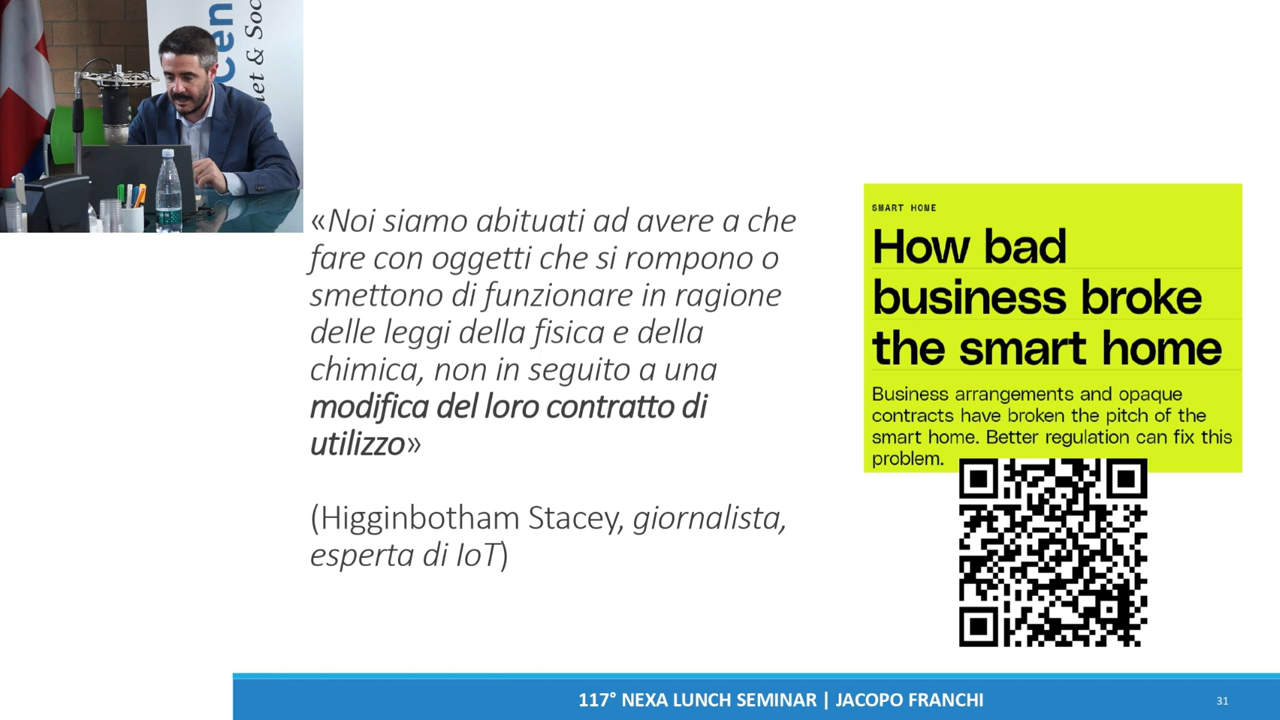 Cen
et & Soc
«Noi siamo abituati ad avere a che
fare con oggetti che si rompono o
smettono di funzionare in ragione
delle leggi della fisica e della
chimica, non in seguito a una
modifica del loro contratto di
utilizzo»
(Higginbotham Stacey, giornalista,
esperta di IoT)
SMART HOME
How bad
business broke
the smart home
Business arrangements and opaque
contracts have broken the pitch of the
smart home. Better regulation can fix this
problem.
117° NEXA LUNCH SEMINAR | JACOPO FRANCHI
31